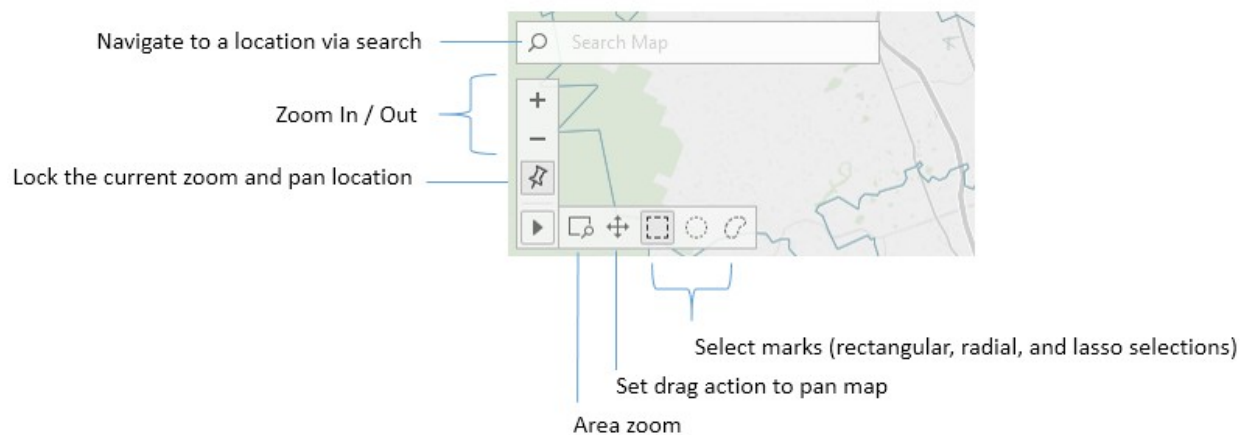 Navigate to a location via search
Search Map
Zoom In / Out
Lock the current zoom and pan location
Select marks (rectangular, radial, and lasso selections)
Set drag action to pan map
Area zoom